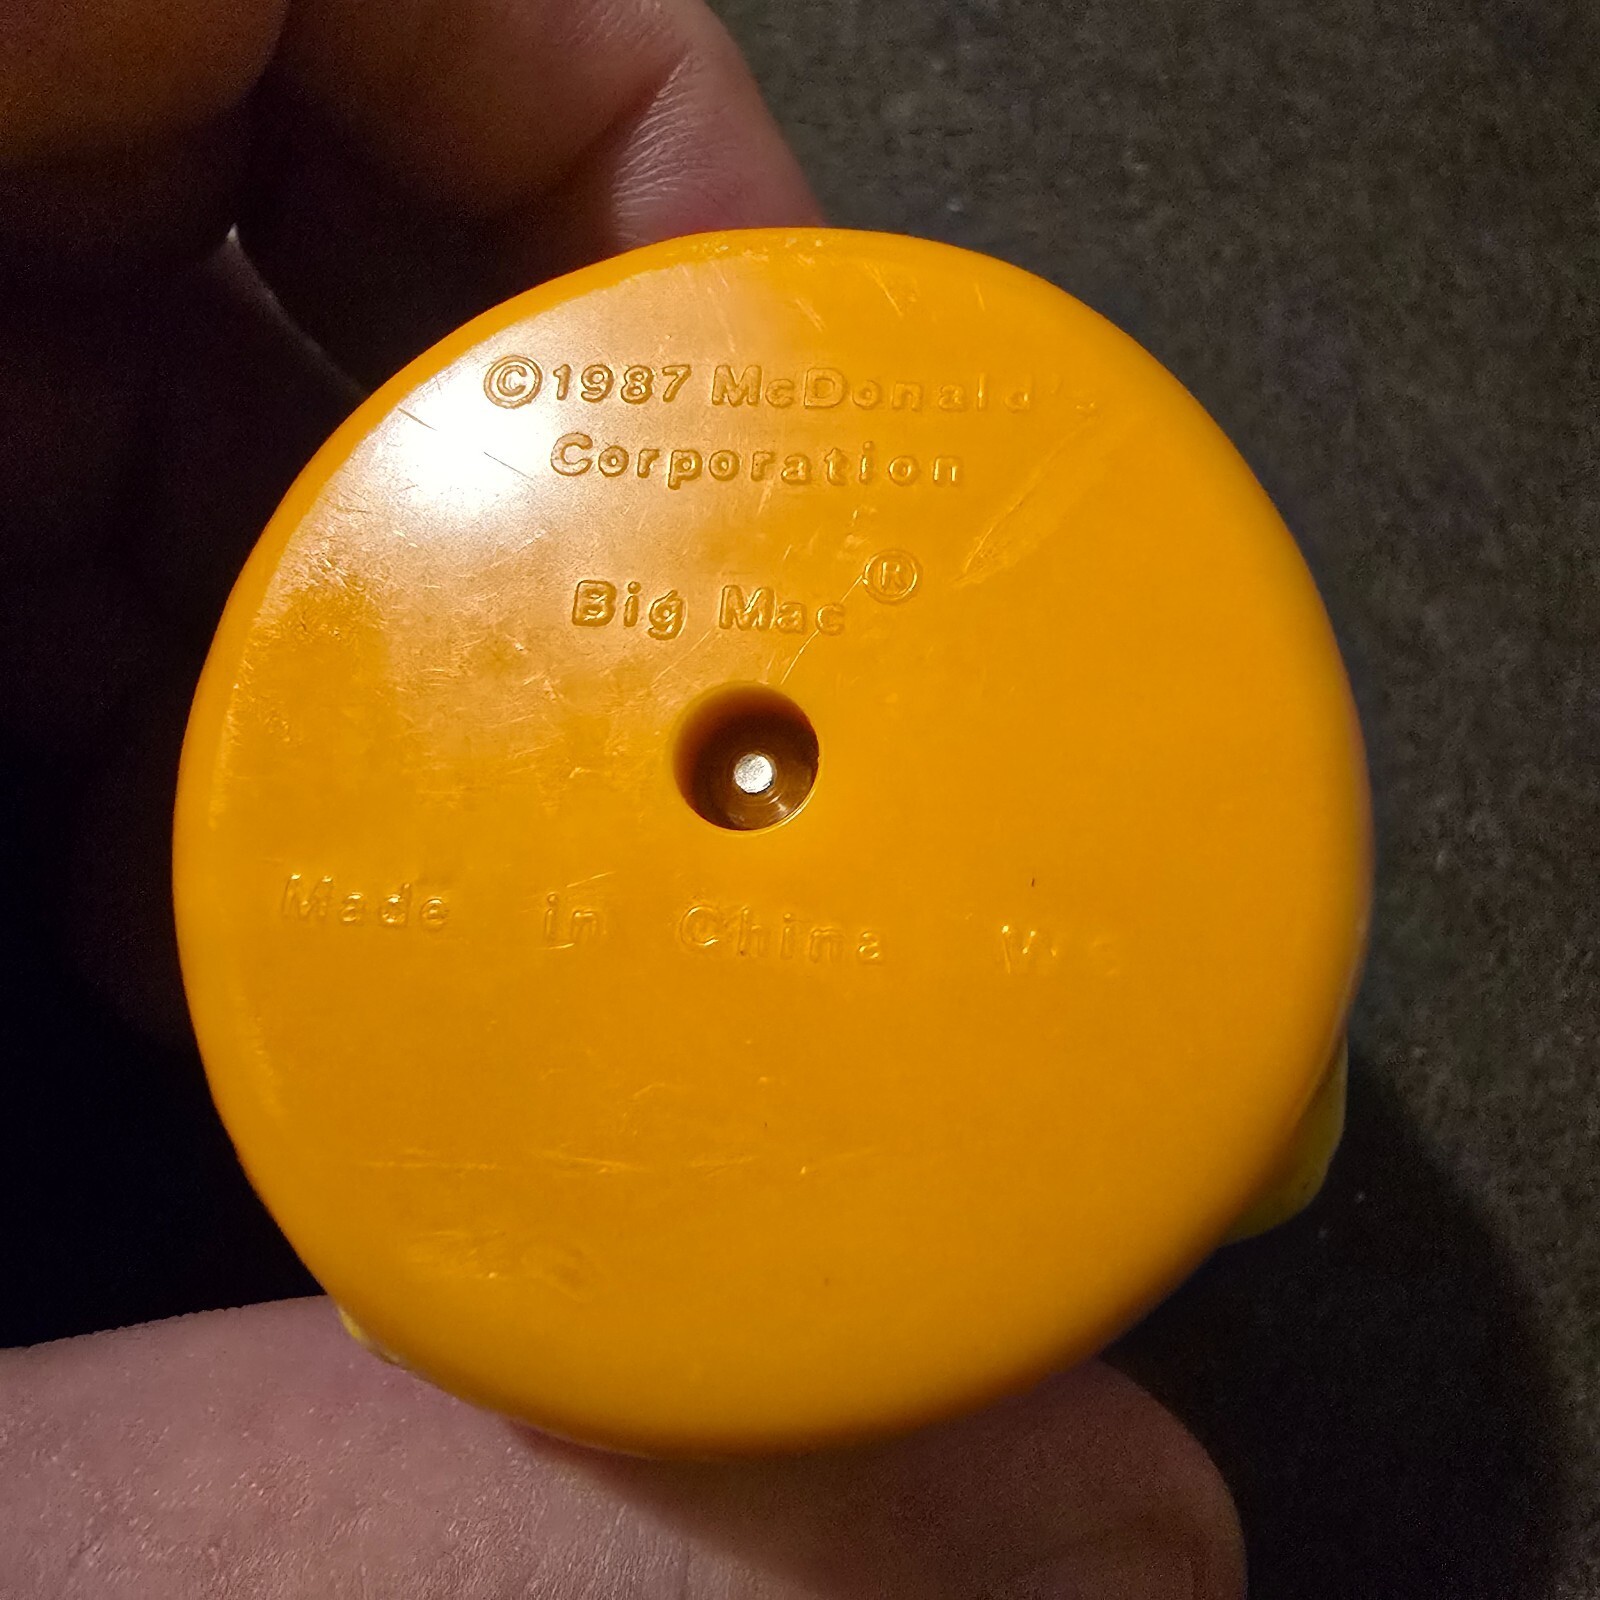 ©1987 McDonald's
Corporation
Big Mac®
Made in China